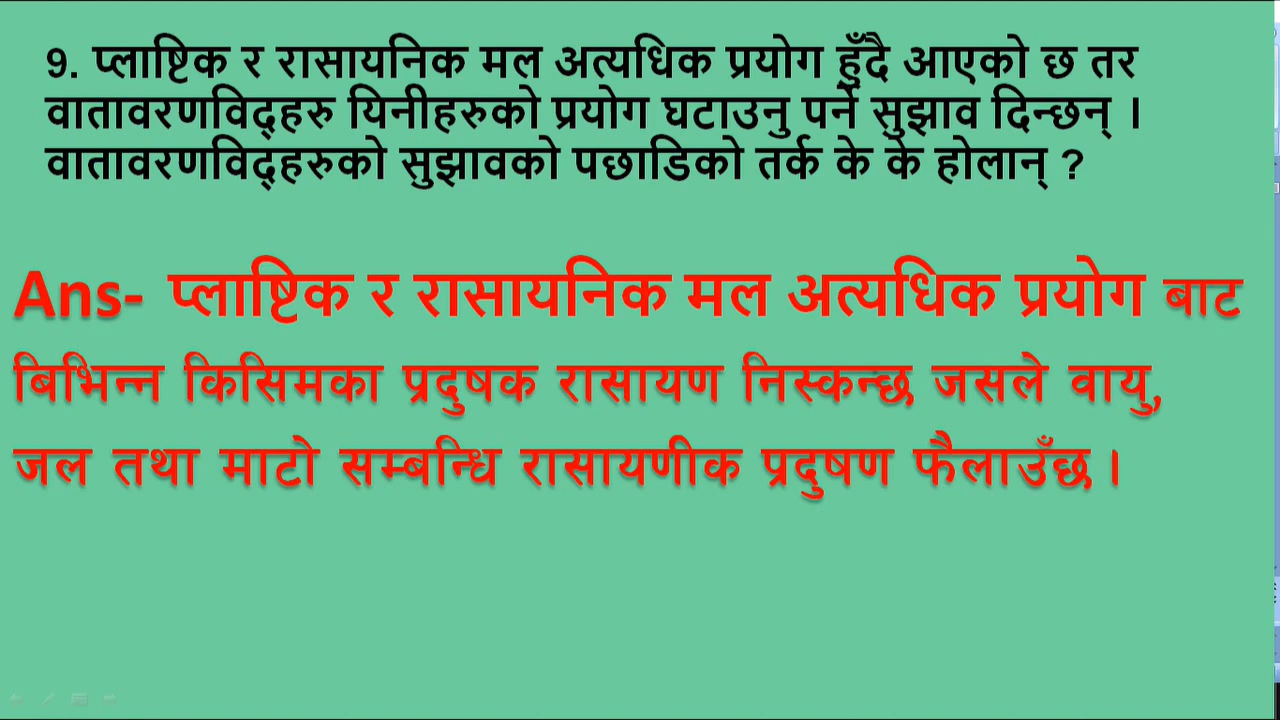 9. प्लाष्टिक र रासायनिक मल अत्यधिक प्रयोग हुँदै आएको छ तर
वातावरणविद्हरु यिनीहरुको प्रयोग घटाउनु पर्ने सुझाव दिन्छन् ।
वातावरणविद्हरुको सुझावको पछाडिको तर्क के के होलान् ?
Ans- प्लाष्टिक र रासायनिक मल अत्यधिक प्रयोग बाट
बिभिन्न किसिमका प्रदुषक रासायण निस्कन्छ जसले वायु,
जल तथा माटो सम्बन्धि रासायणीक प्रदुषण फैलाउँछ ।